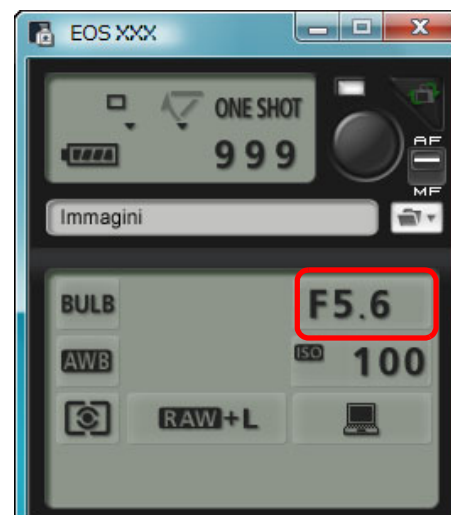 EOS XXX
ONE SHOT
999
AF
MF
Immagini
BULB
F5.6
AWB
ISO 100
RAW+L